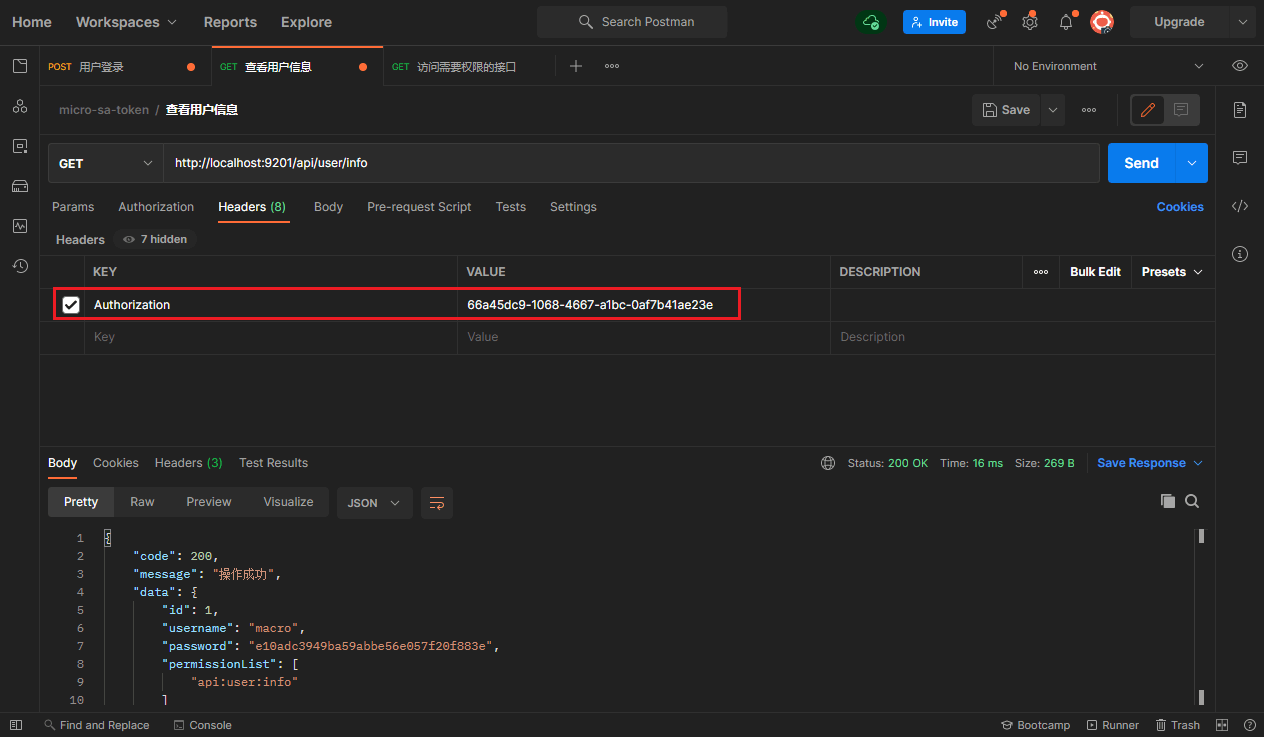 Home Workspaces Reports Explore Search Postman Invite Upgrade
POST 用户登录 GET 查看用户信息 GET 访问需要权限的接口 No Environment
micro-sa-token / 查看用户信息 Save
GET http://localhost:9201/api/user/info Send
Params Authorization Headers (8) Body Pre-request Script Tests Settings Cookies
Headers 7 hidden
KEY VALUE DESCRIPTION Bulk Edit Presets
Authorization 66a45dc9-1068-4667-a1bc-0af7b41ae23e
Key Value Description
Body Cookies Headers (3) Test Results Status: 200 OK Time: 16 ms Size: 269 B Save Response
Pretty Raw Preview Visualize JSON
1 {
2 "code": 200,
3 "message": "操作成功",
4 "data": {
5 "id": 1,
6 "username": "macro",
7 "password": "e10adc3949ba59abbe56e057f20f883e",
8 "permissionList": [
9 "api:user:info"
10 ]
Find and Replace Console Bootcamp Runner Trash